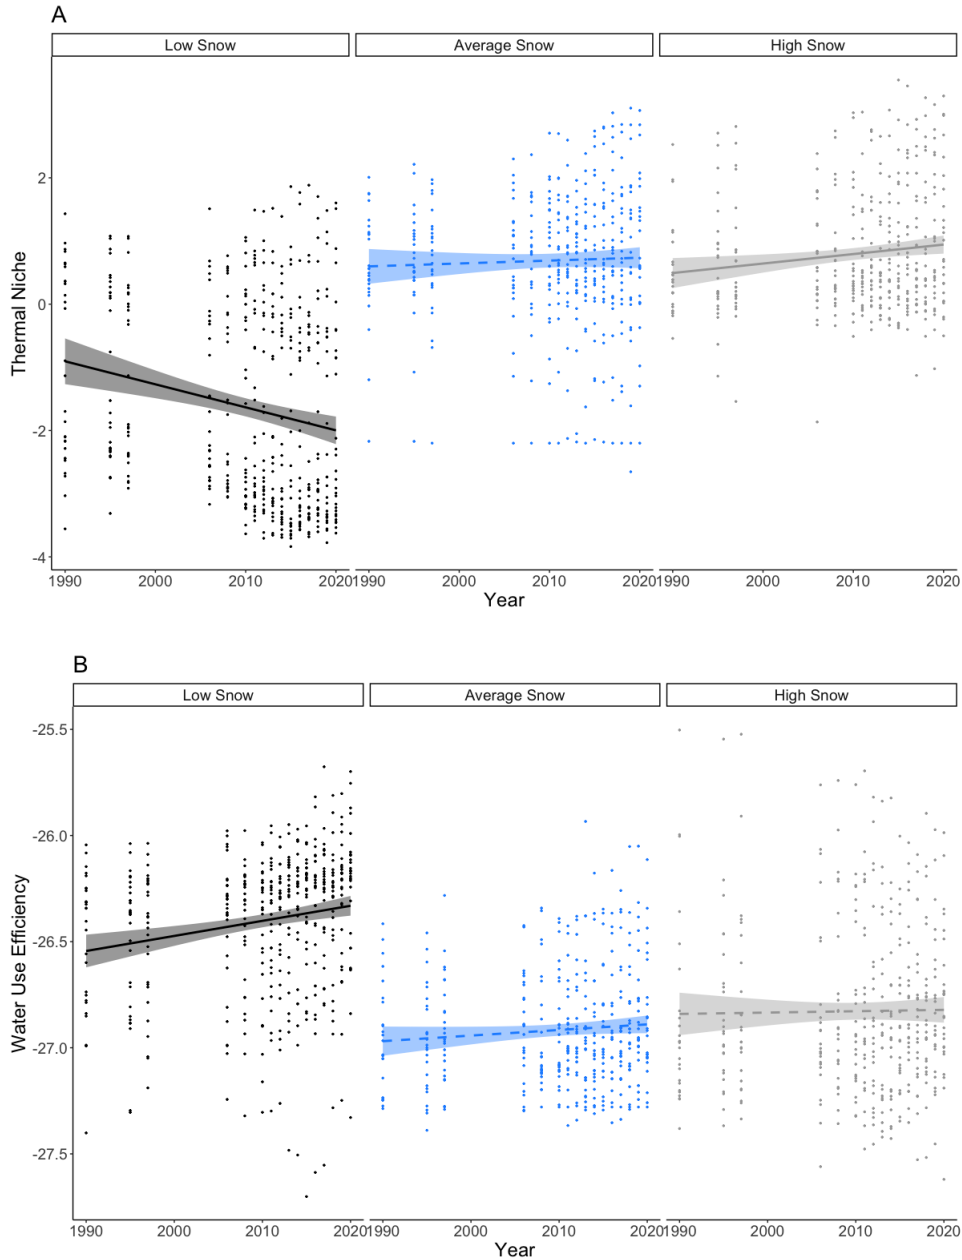 A
Low Snow
Average Snow
High Snow
Thermal Niche
2
0
-2
-4
1990 2000 2010 2020 1990 2000 2010 2020 1990 2000 2010 2020
Year
B
Low Snow
Average Snow
High Snow
Water Use Efficiency
-25.5
-26.0
-26.5
-27.0
-27.5
1990 2000 2010 2020 1990 2000 2010 2020 1990 2000 2010 2020
Year